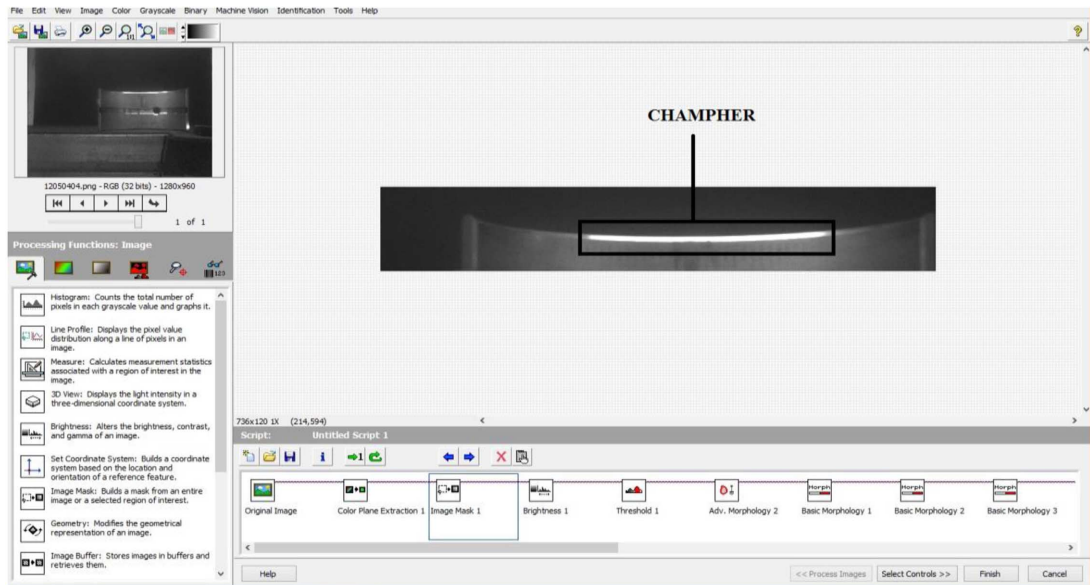 File Edit View Image Color Grayscale Binary Machine Vision Identification Tools Help
12050404.png - RGB (32 bits) - 1280x960
1 of 1
Processing Functions: Image
Histogram: Counts the total number of
pixels in each grayscale value and graphs it.
Line Profile: Displays the pixel value
distribution along a line of pixels in an
image.
Measure: Calculates measurement statistics
associated with a region of interest in the
image.
3D View: Displays the light intensity in a
three-dimensional coordinate system.
Brightness: Alters the brightness, contrast,
and gamma of an image.
Set Coordinate System: Builds a coordinate
system based on the location and
orientation of a reference feature.
Image Mask: Builds a mask from an entire
image or a selected region of interest.
Geometry: Modifies the geometrical
representation of an image.
Image Buffer: Stores images in buffers and
retrieves them.
CHAMPHER
736x120 1X (214,594)
Script: Untitled Script 1
Original Image Color Plane Extraction 1 Image Mask 1 Brightness 1 Threshold 1 Adv. Morphology 2 Basic Morphology 1 Basic Morphology 2 Basic Morphology 3
Help << Process Images Select Controls >> Finish Cancel